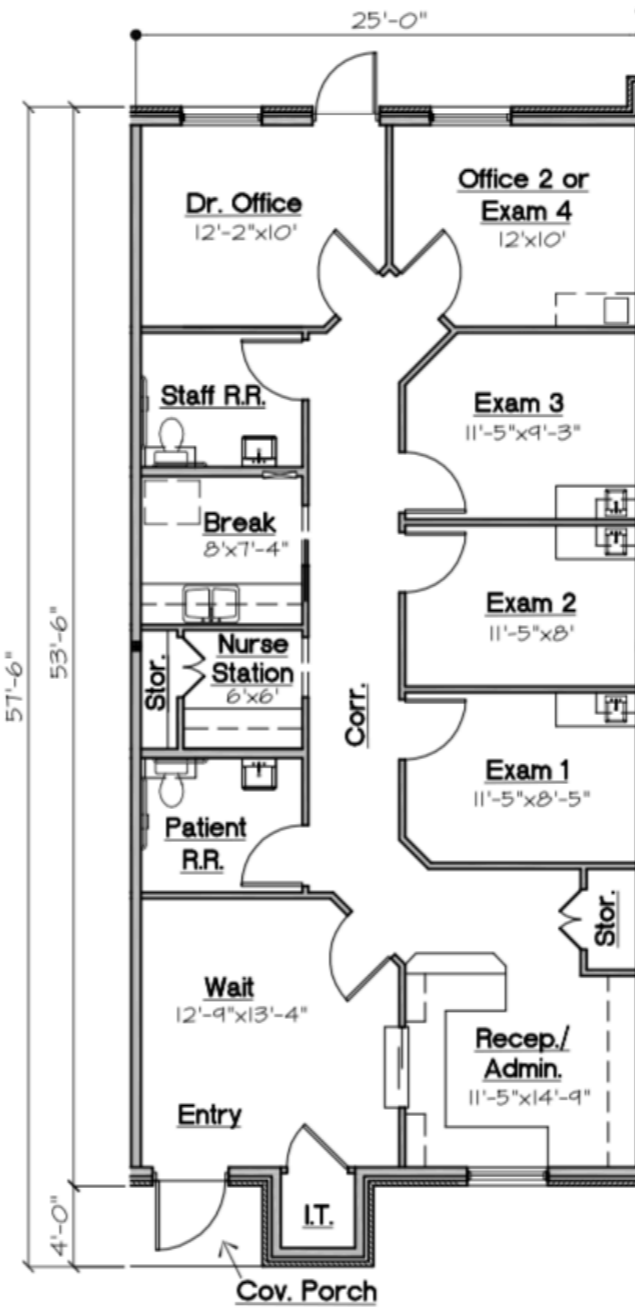 25'-0"
Dr. Office
12'-2"x10'
Office 2 or
Exam 4
12'x10'
Staff R.R.
Exam 3
11'-5"x9'-3"
Break
8'x7'-4"
Exam 2
11'-5"x8'
57'-6"
53'-6"
Stor.
Nurse
Station
6'x6'
Corr.
Exam 1
11'-5"x8'-5"
Patient
R.R.
Stor.
Wait
12'-9"x13'-4"
Recep./
Admin.
11'-5"x14'-9"
Entry
4'-0"
I.T.
Cov. Porch